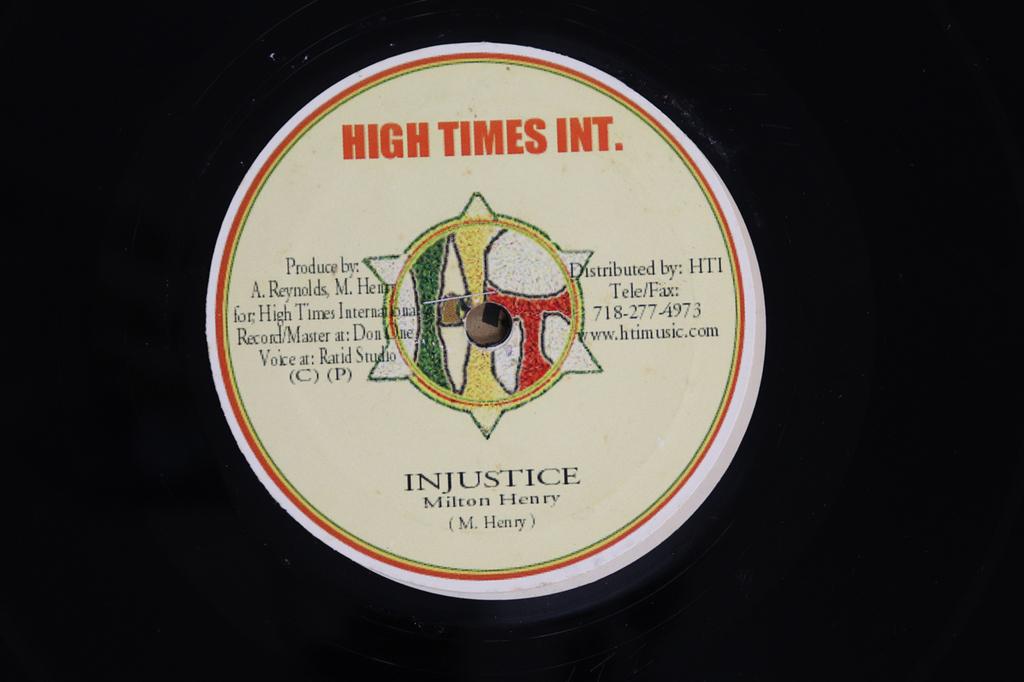 HIGH TIMES INT.
Produce by:
A. Reynolds, M. Henry
for; High Times International
Record/Master at: Don One
Voice at: Ratid Studio
(C) (P)
Distributed by: HTI
Tele/Fax:
718-277-4973
www.htimusic.com
INJUSTICE
Milton Henry
( M. Henry )